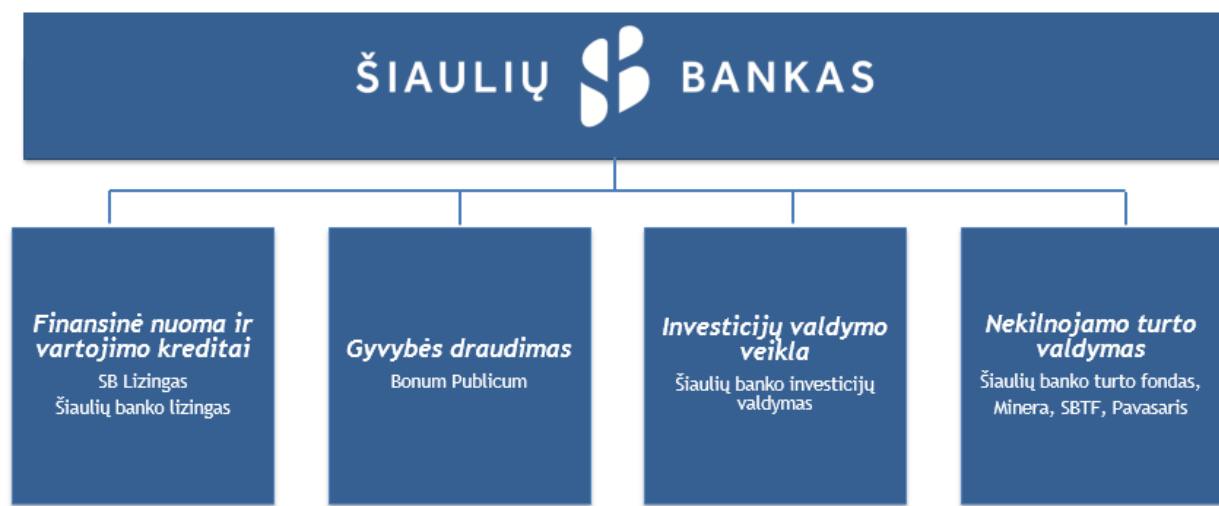 ŠIAULIŲ BANKAS
Finansinė nuoma ir
vartojimo kreditai
SB Lizingas
Šiaulių banko lizingas
Gyvybės draudimas
Bonum Publicum
Investicijų valdymo
veikla
Šiaulių banko investicijų
valdymas
Nekilnojamo turto
valdymas
Šiaulių banko turto fondas,
Minera, SBTF, Pavasaris